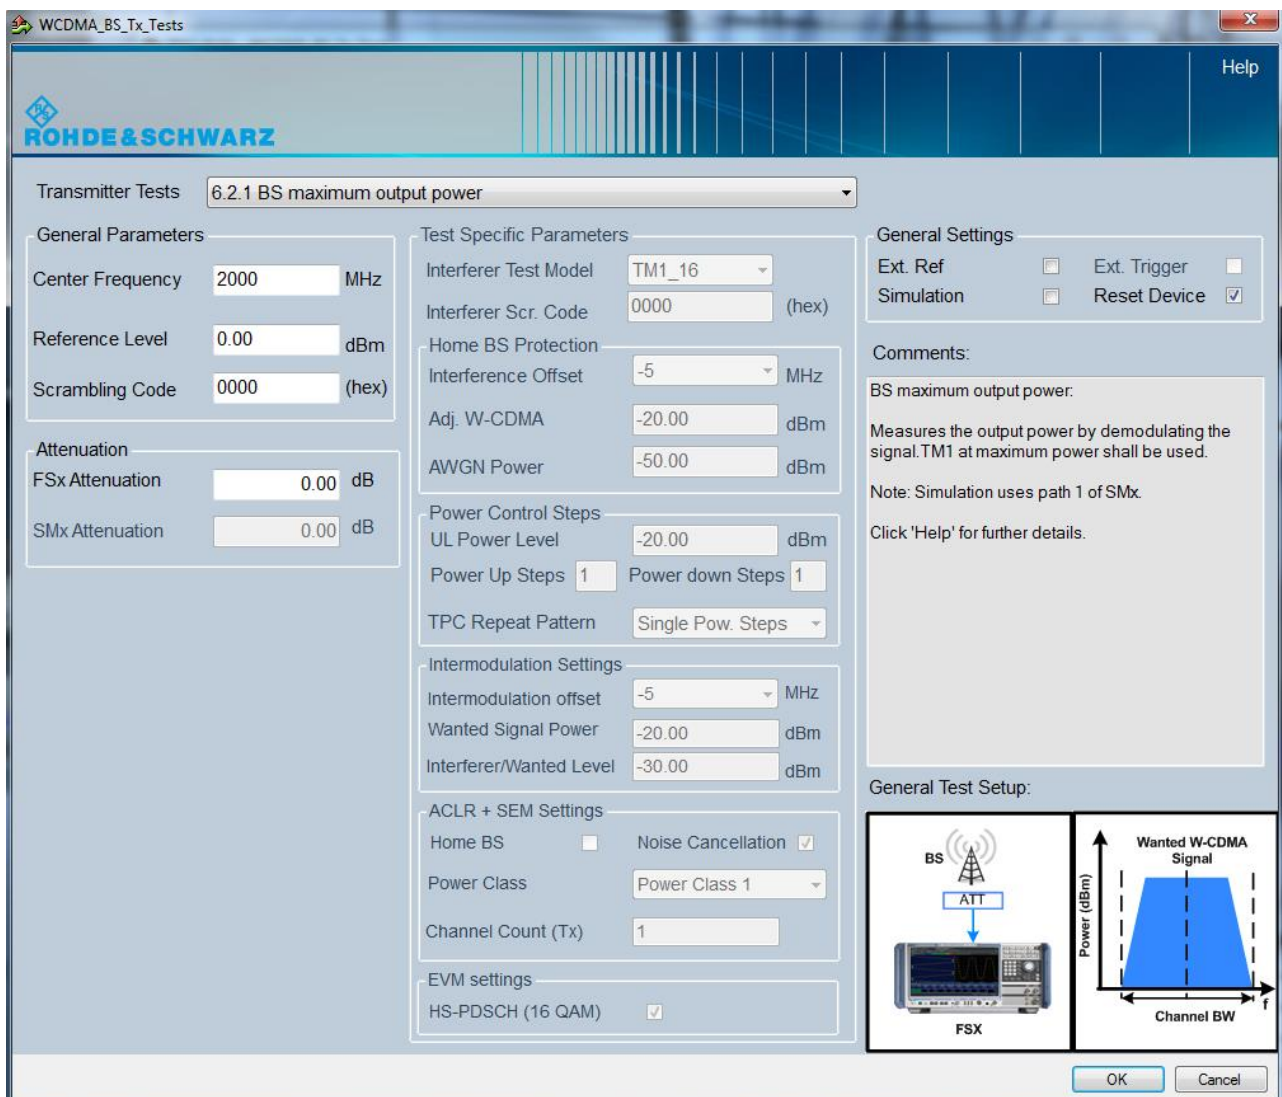 WCDMA_BS_Tx_Tests
Help
ROHDE&SCHWARZ
Transmitter Tests 6.2.1 BS maximum output power
General Parameters
Center Frequency 2000 MHz
Reference Level 0.00 dBm
Scrambling Code 0000 (hex)
Attenuation
FSx Attenuation 0.00 dB
SMx Attenuation 0.00 dB
Test Specific Parameters
Interferer Test Model TM1_16
Interferer Scr. Code 0000 (hex)
Home BS Protection
Interference Offset -5 MHz
Adj. W-CDMA -20.00 dBm
AWGN Power -50.00 dBm
Power Control Steps
UL Power Level -20.00 dBm
Power Up Steps 1 Power down Steps 1
TPC Repeat Pattern Single Pow. Steps
Intermodulation Settings
Intermodulation offset -5 MHz
Wanted Signal Power -20.00 dBm
Interferer/Wanted Level -30.00 dBm
ACLR + SEM Settings
Home BS Noise Cancellation
Power Class Power Class 1
Channel Count (Tx) 1
EVM settings
HS-PDSCH (16 QAM)
General Settings
Ext. Ref Ext. Trigger
Simulation Reset Device
Comments:
BS maximum output power:
Measures the output power by demodulating the
signal.TM1 at maximum power shall be used.
Note: Simulation uses path 1 of SMx.
Click 'Help' for further details.
General Test Setup:
BS
ATT
FSX
Wanted W-CDMA
Signal
Power (dBm)
f
Channel BW
OK Cancel